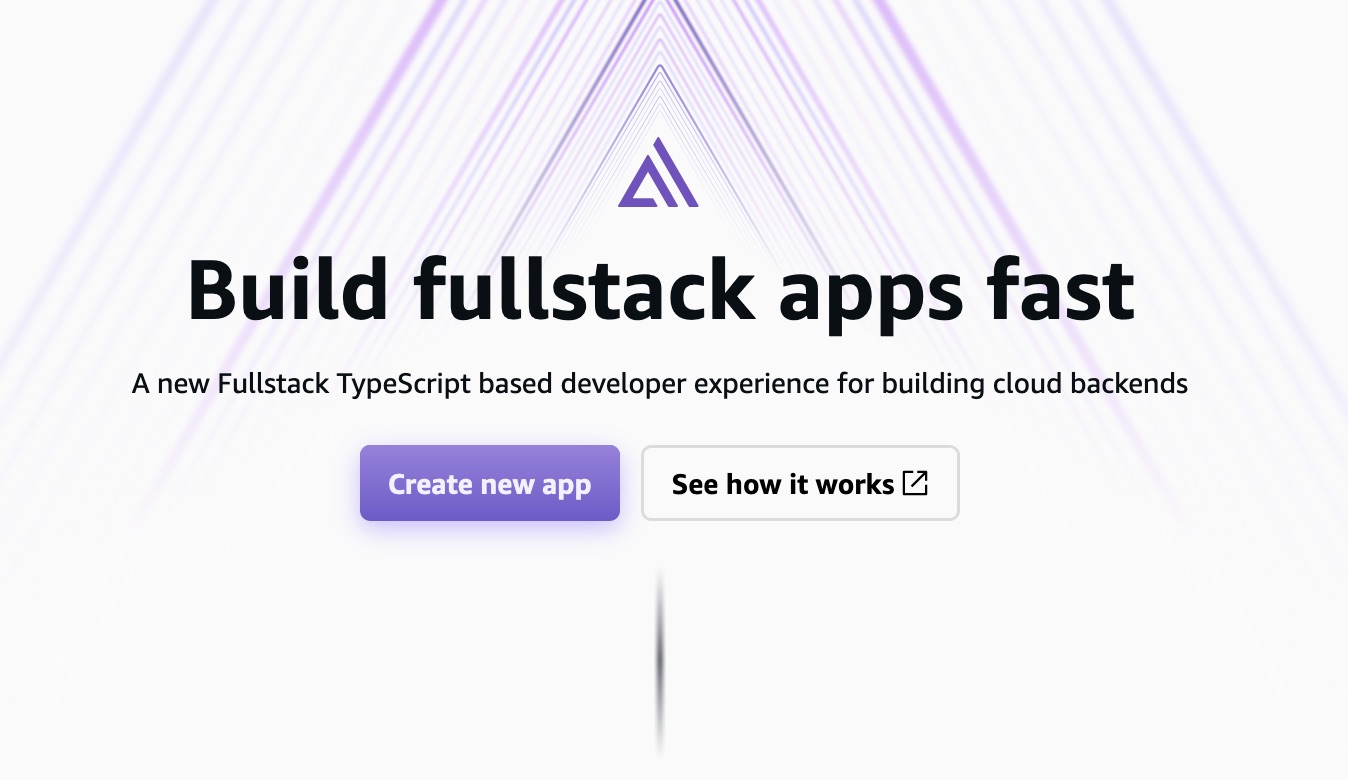 Build fullstack apps fast
A new Fullstack TypeScript based developer experience for building cloud backends
Create new app
See how it works